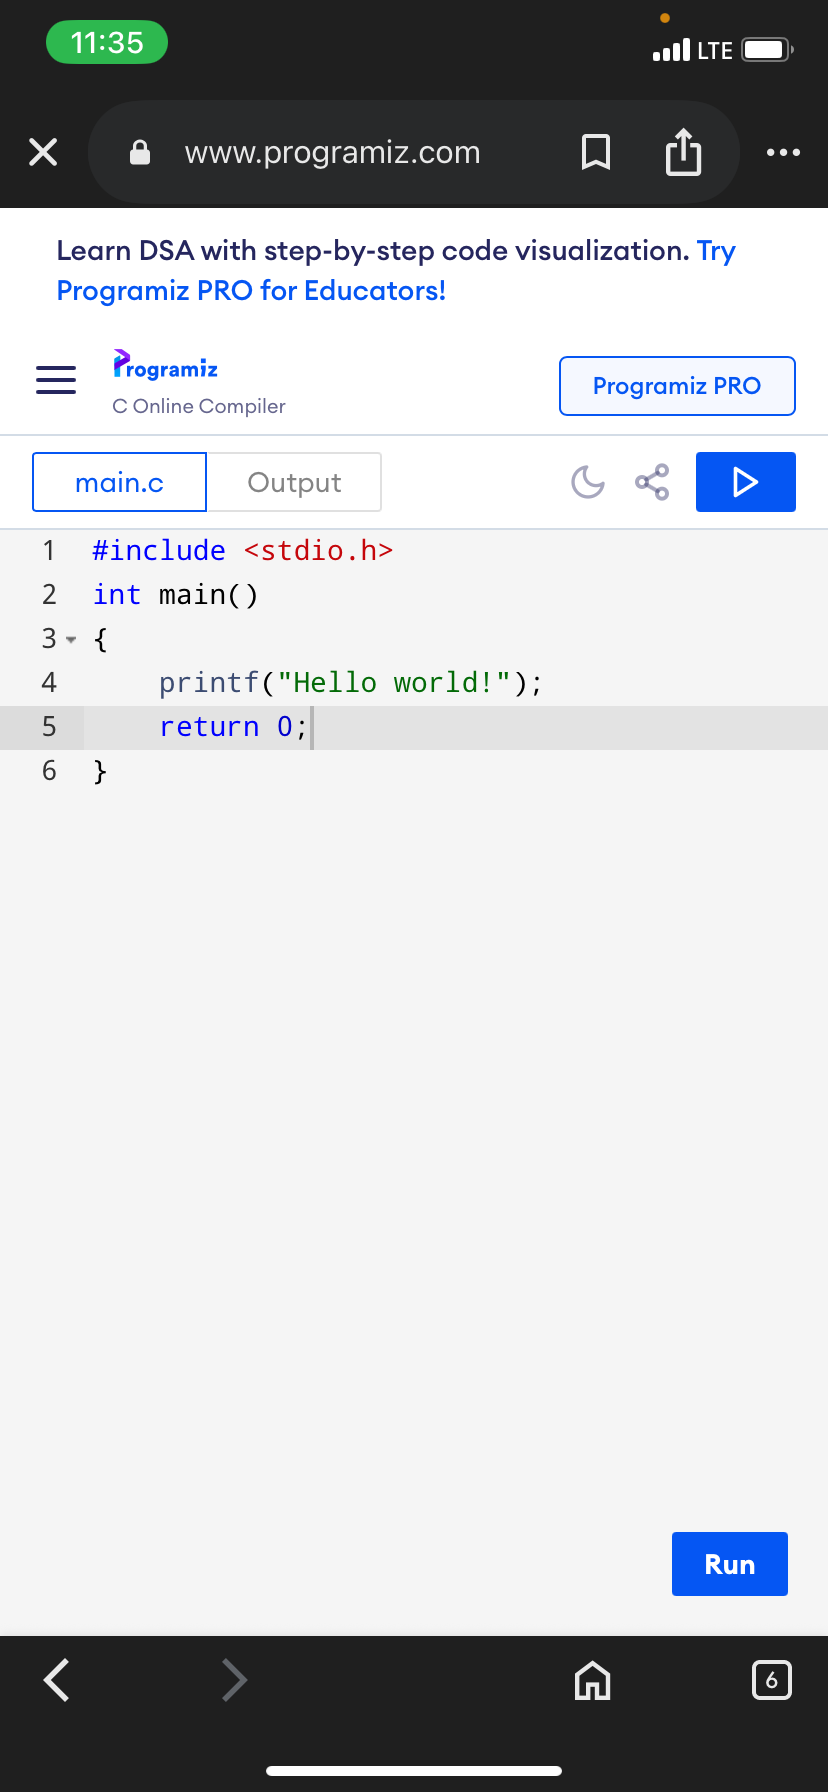 11:35
LTE
www.programiz.com
Learn DSA with step-by-step code visualization. Try
Programiz PRO for Educators!
Programiz
C Online Compiler
Programiz PRO
main.c
Output
1 #include <stdio.h>
2 int main()
3 {
4     printf("Hello world!");
5     return 0;
6 }
Run
6